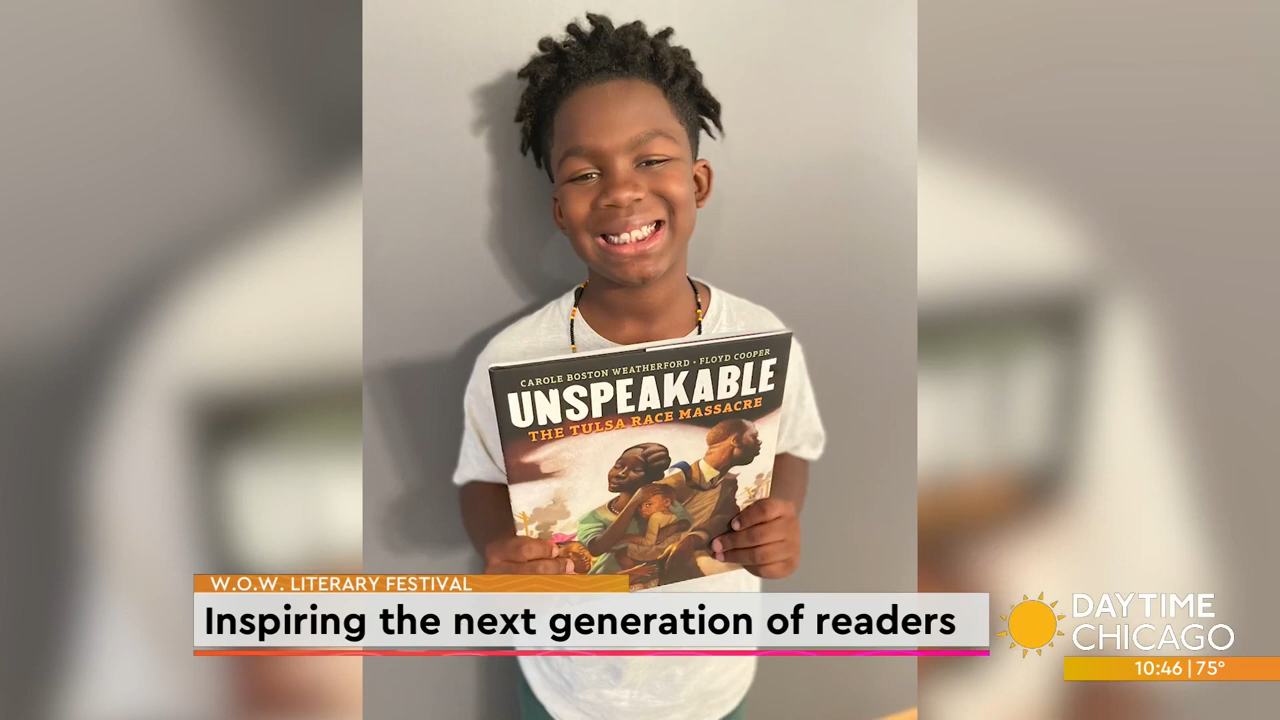 CAROLE BOSTON WEATHERFORD • FLOYD COOPER
UNSPEAKABLE
THE TULSA RACE MASSACRE
W.O.W. LITERARY FESTIVAL
Inspiring the next generation of readers
DAYTIME
CHICAGO
10:46 | 75°